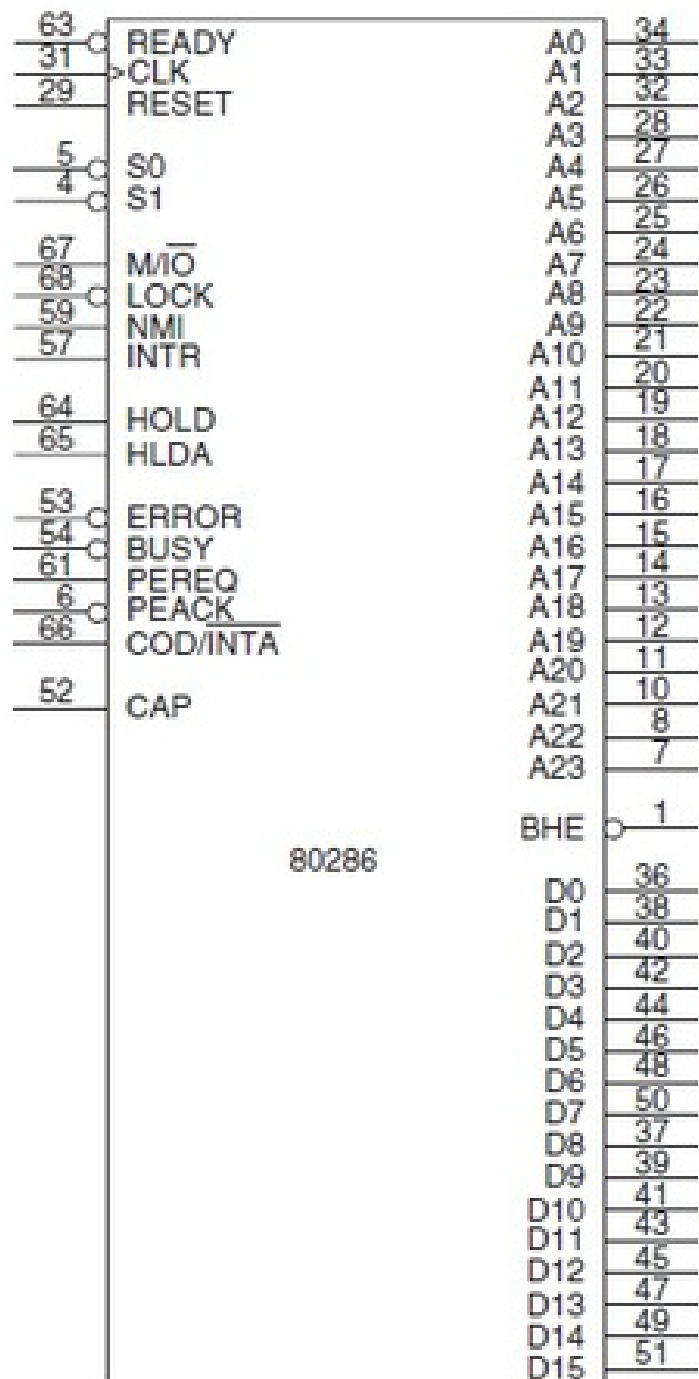 63 READY A0 34
31 CLK A1 33
29 RESET A2 32
A3 28
5 S0 A4 27
4 S1 A5 26
A6 25
67 M/I̅O̅ A7 24
68 LOCK A8 23
59 NMI A9 22
57 INTR A10 21
A11 20
64 HOLD A12 19
65 HLDA A13 18
A14 17
53 ERROR A15 16
54 BUSY A16 15
61 PEREQ A17 14
6 PEACK A18 13
66 COD/I̅N̅T̅A̅ A19 12
A20 11
52 CAP A21 10
A22 8
A23 7
BHE 1
80286
D0 36
D1 38
D2 40
D3 42
D4 44
D5 46
D6 48
D7 50
D8 37
D9 39
D10 41
D11 43
D12 45
D13 47
D14 49
D15 51